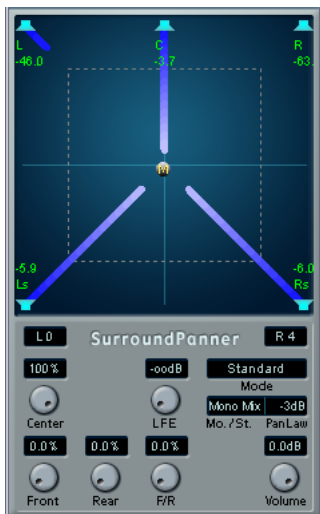 L C R
-46.0 -3.7 -63.
M
-5.9 -6.0
Ls Rs
L 0 SurroundPanner R 4
100% -oodB Standard
Mode
Mono Mix -3dB
Center LFE Mo./St. PanLaw
0.0% 0.0% 0.0% 0.0dB
Front Rear F/R Volume